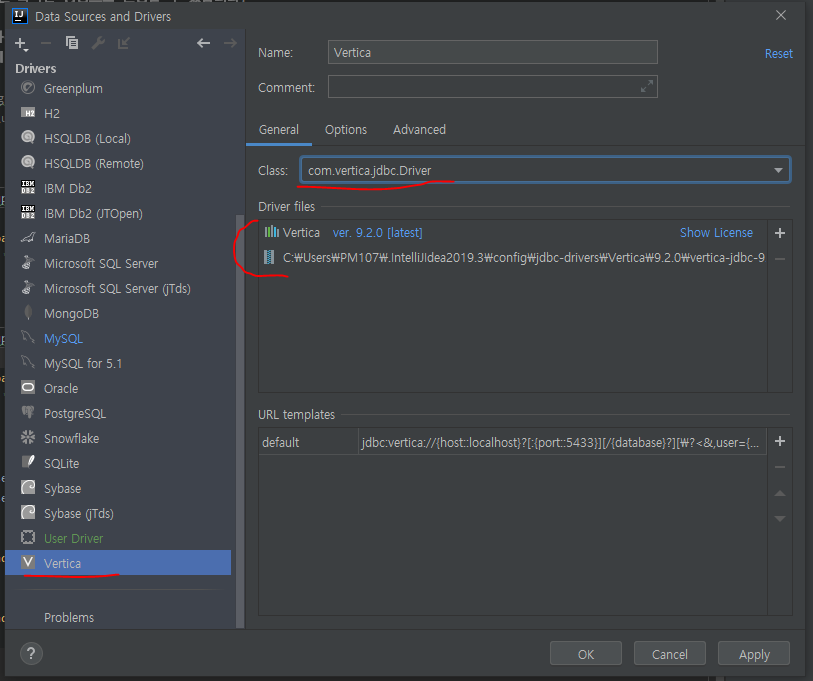 Data Sources and Drivers
Name:
Vertica
Reset
Comment:
Drivers
Greenplum
H2
HSQLDB (Local)
HSQLDB (Remote)
IBM Db2
IBM Db2 (JTOpen)
MariaDB
Microsoft SQL Server
Microsoft SQL Server (jTds)
MongoDB
MySQL
MySQL for 5.1
Oracle
PostgreSQL
Snowflake
SQLite
Sybase
Sybase (jTds)
User Driver
Vertica
Problems
General
Options
Advanced
Class:
com.vertica.jdbc.Driver
Driver files
Vertica ver. 9.2.0 [latest]
Show License
C:₩Users₩PM107₩.IntelliJIdea2019.3₩config₩jdbc-drivers₩Vertica₩9.2.0₩vertica-jdbc-9
URL templates
default
jdbc:vertica://{host::localhost}?[:{port::5433}][/{database}?][₩?<&,user={...
?
OK
Cancel
Apply